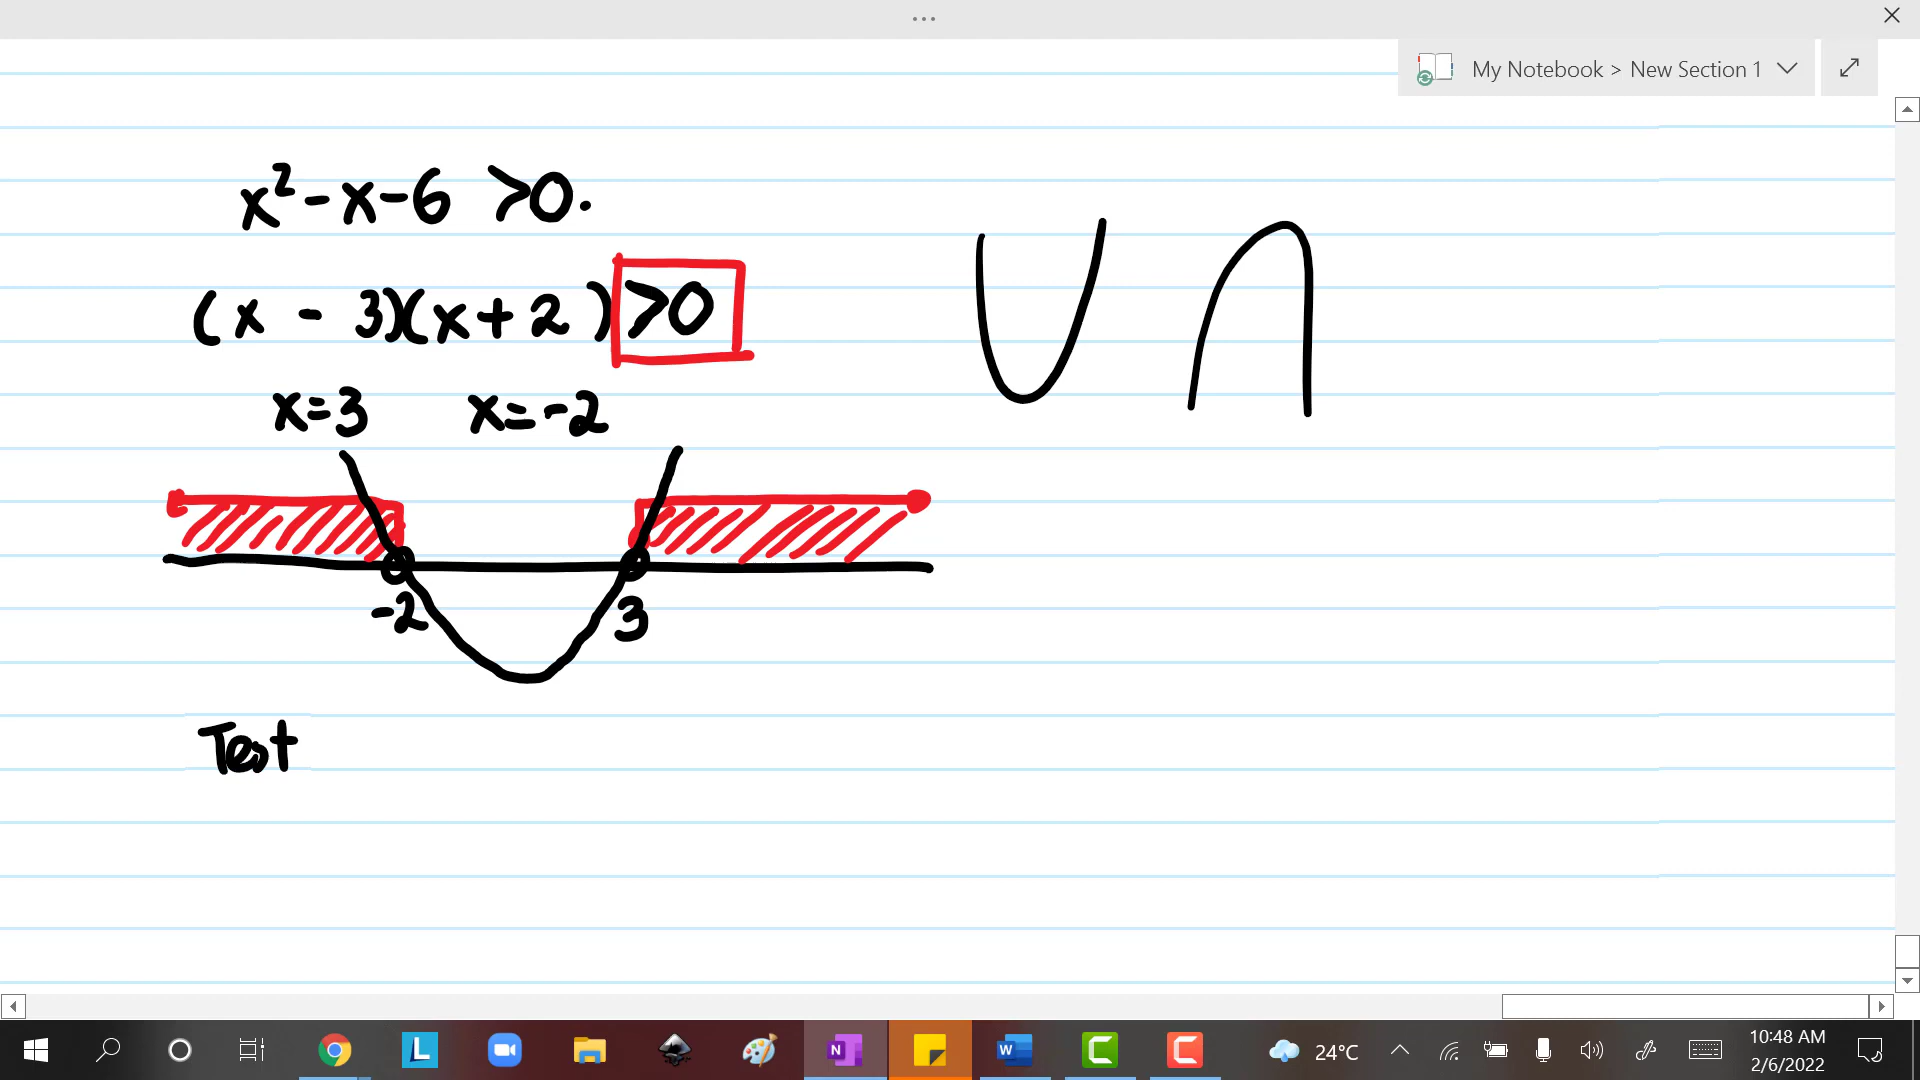 My Notebook > New Section 1
x²-x-6 >0.
(x - 3)(x+2) >0
x=3 x=-2
-2 3
Test
24°C
10:48 AM
2/6/2022